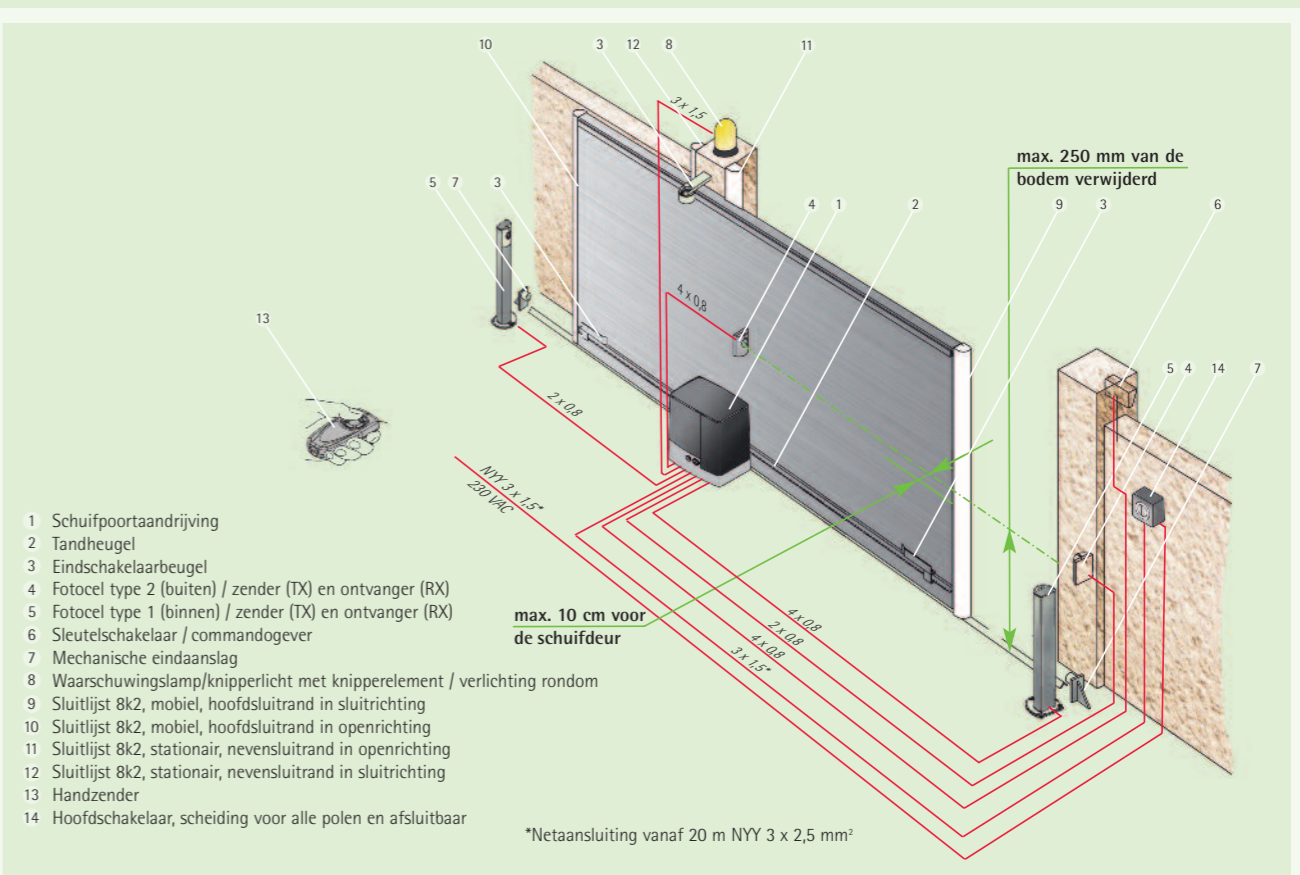 10 3 12 8 11
3 x 1,5
max. 250 mm van de
bodem verwijderd
5 7 3 4 1 2 9 3 6
4 x 0,8
13
5 4 14 7
2 x 0,8
NYY 3 x 1,5*
230 VAC
1 Schuifpoortaandrijving
2 Tandheugel
3 Eindschakelaarbeugel
4 Fotocel type 2 (buiten) / zender (TX) en ontvanger (RX)
5 Fotocel type 1 (binnen) / zender (TX) en ontvanger (RX)
6 Sleutelschakelaar / commandogever
7 Mechanische eindaanslag
8 Waarschuwingslamp/knipperlicht met knipperelement / verlichting rondom
9 Sluitlijst 8k2, mobiel, hoofdsluitrand in sluitrichting
10 Sluitlijst 8k2, mobiel, hoofdsluitrand in openrichting
11 Sluitlijst 8k2, stationair, nevensluitrand in openrichting
12 Sluitlijst 8k2, stationair, nevensluitrand in sluitrichting
13 Handzender
14 Hoofdschakelaar, scheiding voor alle polen en afsluitbaar
max. 10 cm voor
de schuifdeur
4 x 0,8
2 x 0,8
4 x 0,8
3 x 1,5*
*Netaansluiting vanaf 20 m NYY 3 x 2,5 mm²